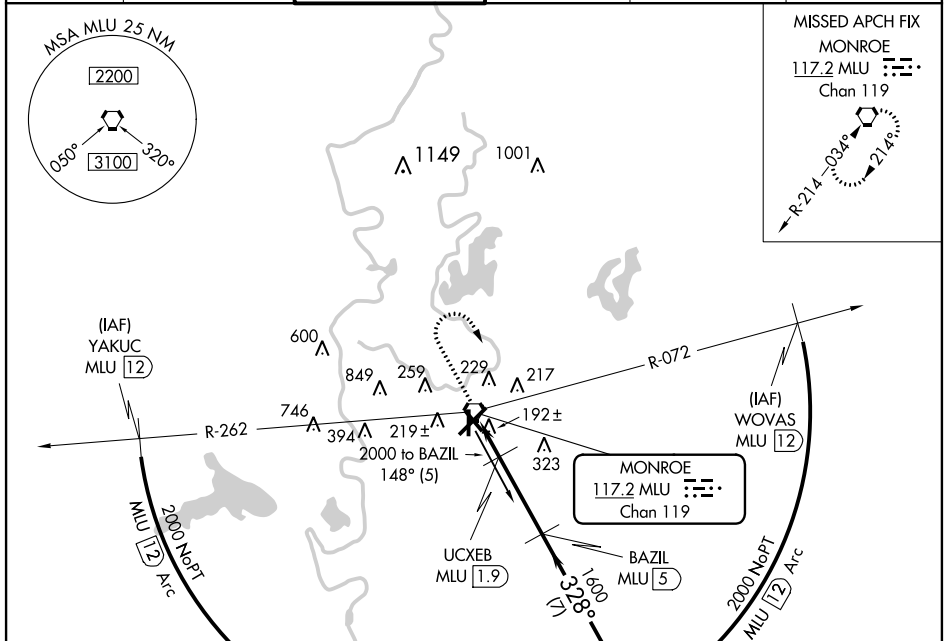 MSA MLU 25 NM
2200
050°
320°
3100
MISSED APCH FIX
MONROE
117.2 MLU
Chan 119
R-214
034°
214°
1149
1001
(IAF)
YAKUC
MLU 12
600
849
259
229
217
R-072
(IAF)
WOVAS
MLU 12
746
394
219±
192±
323
R-262
2000 to BAZIL
148° (5)
MONROE
117.2 MLU
Chan 119
UCXEB
MLU 1.9
BAZIL
MLU 5
1600
328°
(7)
2000 NoPT
MLU 12 Arc
2000 NoPT
MLU 12 Arc